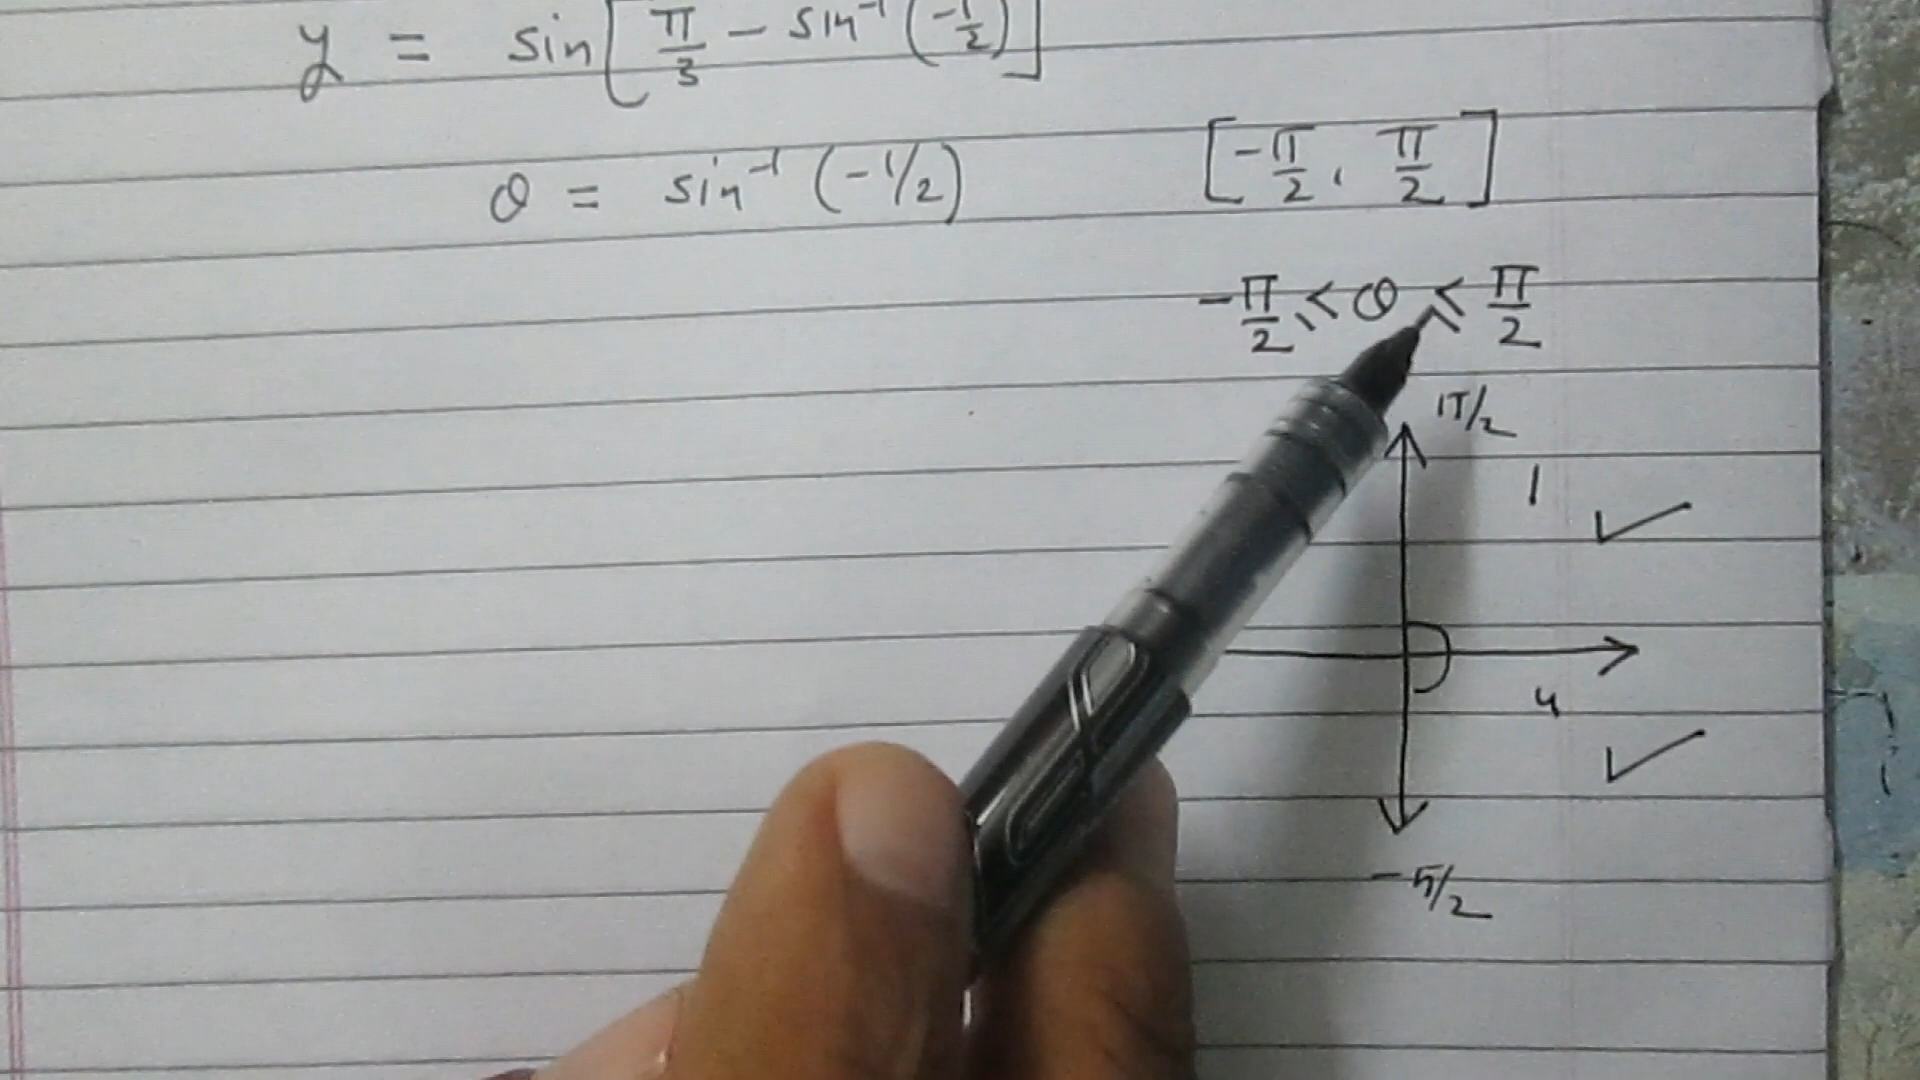 y = sin[π/3 − sin⁻¹(−1/2)]
θ = sin⁻¹(−1/2) [−π/2, π/2]
−π/2 ≤ θ ≤ π/2
π/2
1 ✓
4 ✓
−π/2